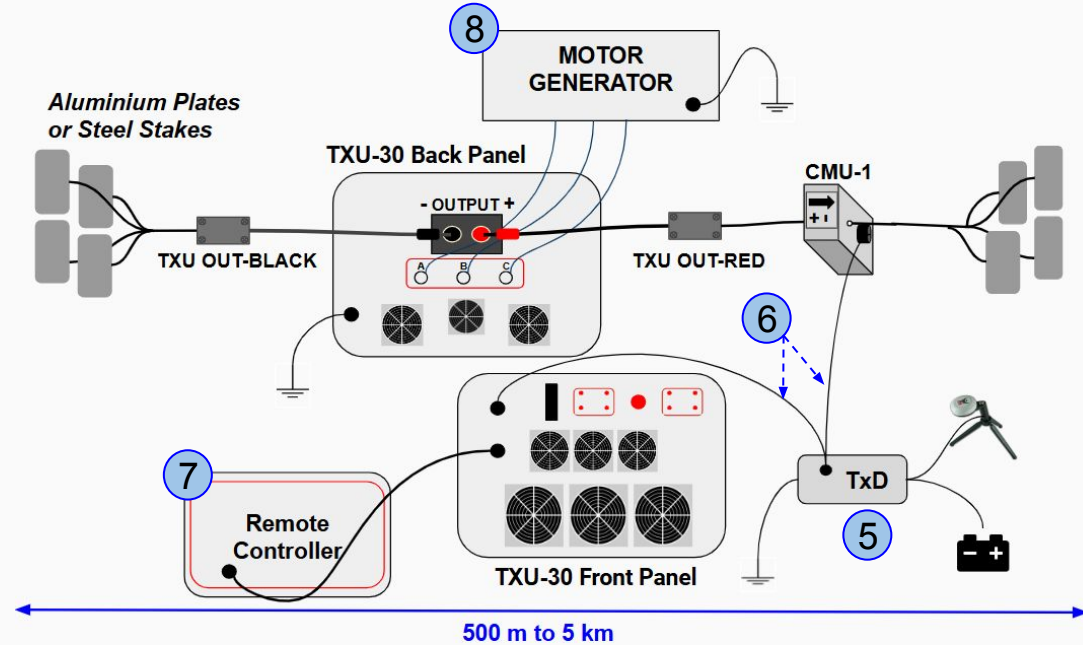 8
MOTOR
GENERATOR
Aluminium Plates
or Steel Stakes
TXU-30 Back Panel
CMU-1
- OUTPUT +
+ -
TXU OUT-BLACK
TXU OUT-RED
A B C
6
7
Remote
Controller
TxD
5
- +
TXU-30 Front Panel
500 m to 5 km